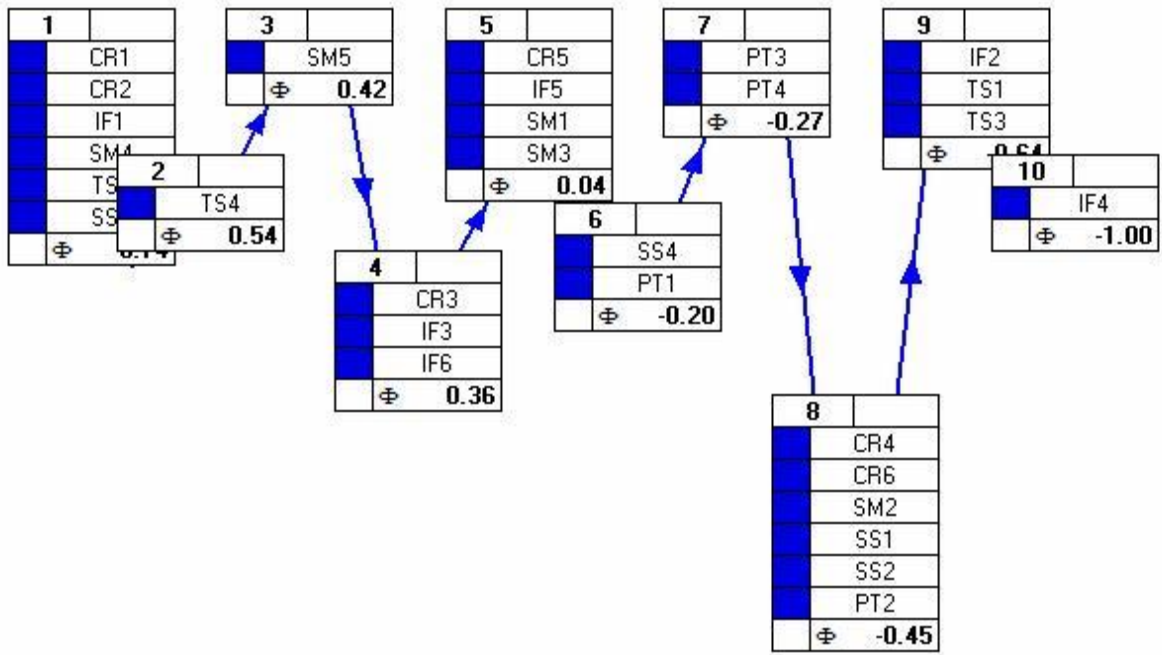 1
CR1
CR2
IF1
SM4
TS
SS
Φ
2
TS4
Φ 0.54
3
SM5
Φ 0.42
4
CR3
IF3
IF6
Φ 0.36
5
CR5
IF5
SM1
SM3
Φ 0.04
6
SS4
PT1
Φ -0.20
7
PT3
PT4
Φ -0.27
8
CR4
CR6
SM2
SS1
SS2
PT2
Φ -0.45
9
IF2
TS1
TS3
Φ
10
IF4
Φ -1.00